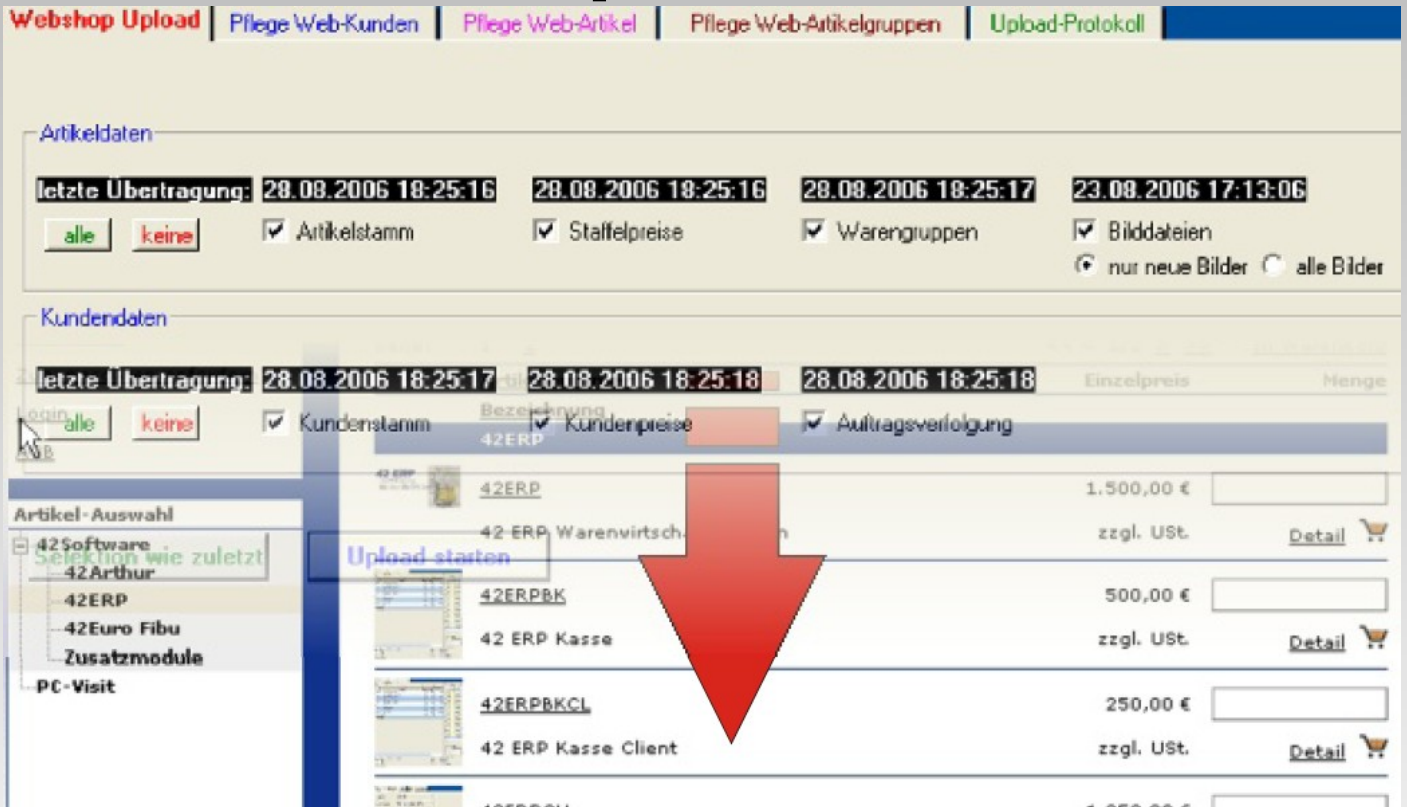 Webshop Upload Pflege Web-Kunden Pflege Web-Artikel Pflege Web-Artikelgruppen Upload-Protokoll
Artikeldaten
letzte Übertragung: 28.08.2006 18:25:16 28.08.2006 18:25:16 28.08.2006 18:25:17 23.08.2006 17:13:06
alle keine Artikelstamm Staffelpreise Warengruppen Bilddateien
nur neue Bilder alle Bilder
Kundendaten
letzte Übertragung: 28.08.2006 18:25:17 28.08.2006 18:25:18 28.08.2006 18:25:18 Einzelpreis Menge
Login alle keine Kundenstamm Bezeichnung Kundenpreise Auftragsverfolgung
AGB 42ERP
42 ERP 42ERP 1.500,00 €
Artikel-Auswahl
42 ERP zzgl. USt. Detail
42Software
Selektion wie zuletzt Upload starten
42Arthur
42ERP 42ERPBK 500,00 €
42Euro Fibu 42 ERP Kasse zzgl. USt. Detail
Zusatzmodule
PC-Visit
42ERPBKCL 250,00 €
42 ERP Kasse Client zzgl. USt. Detail